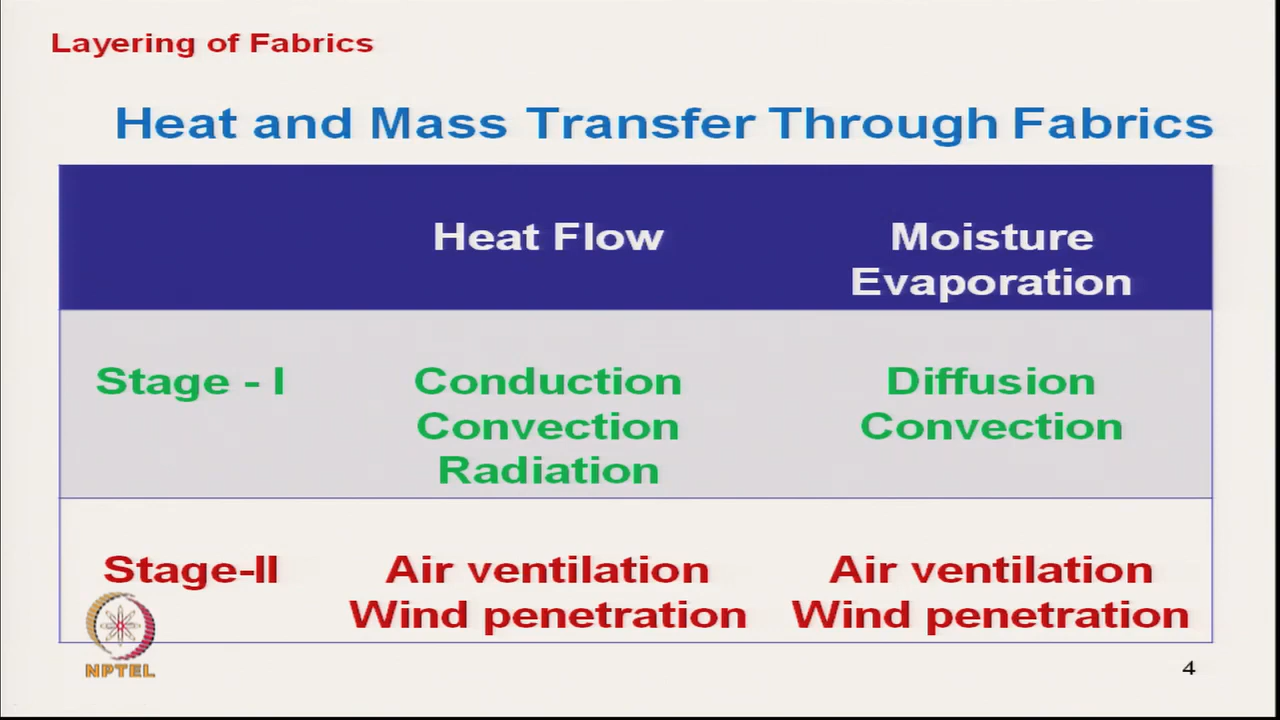 Layering of Fabrics
Heat and Mass Transfer Through Fabrics
Heat Flow
Moisture
Evaporation
Stage - I
Conduction
Convection
Radiation
Diffusion
Convection
Stage-II
Air ventilation
Wind penetration
Air ventilation
Wind penetration
NPTEL
4